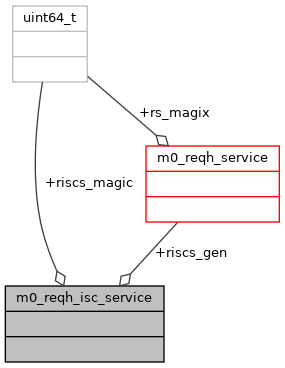 uint64_t
+rs_magix
m0_reqh_service
+riscs_magic
+riscs_gen
m0_reqh_isc_service